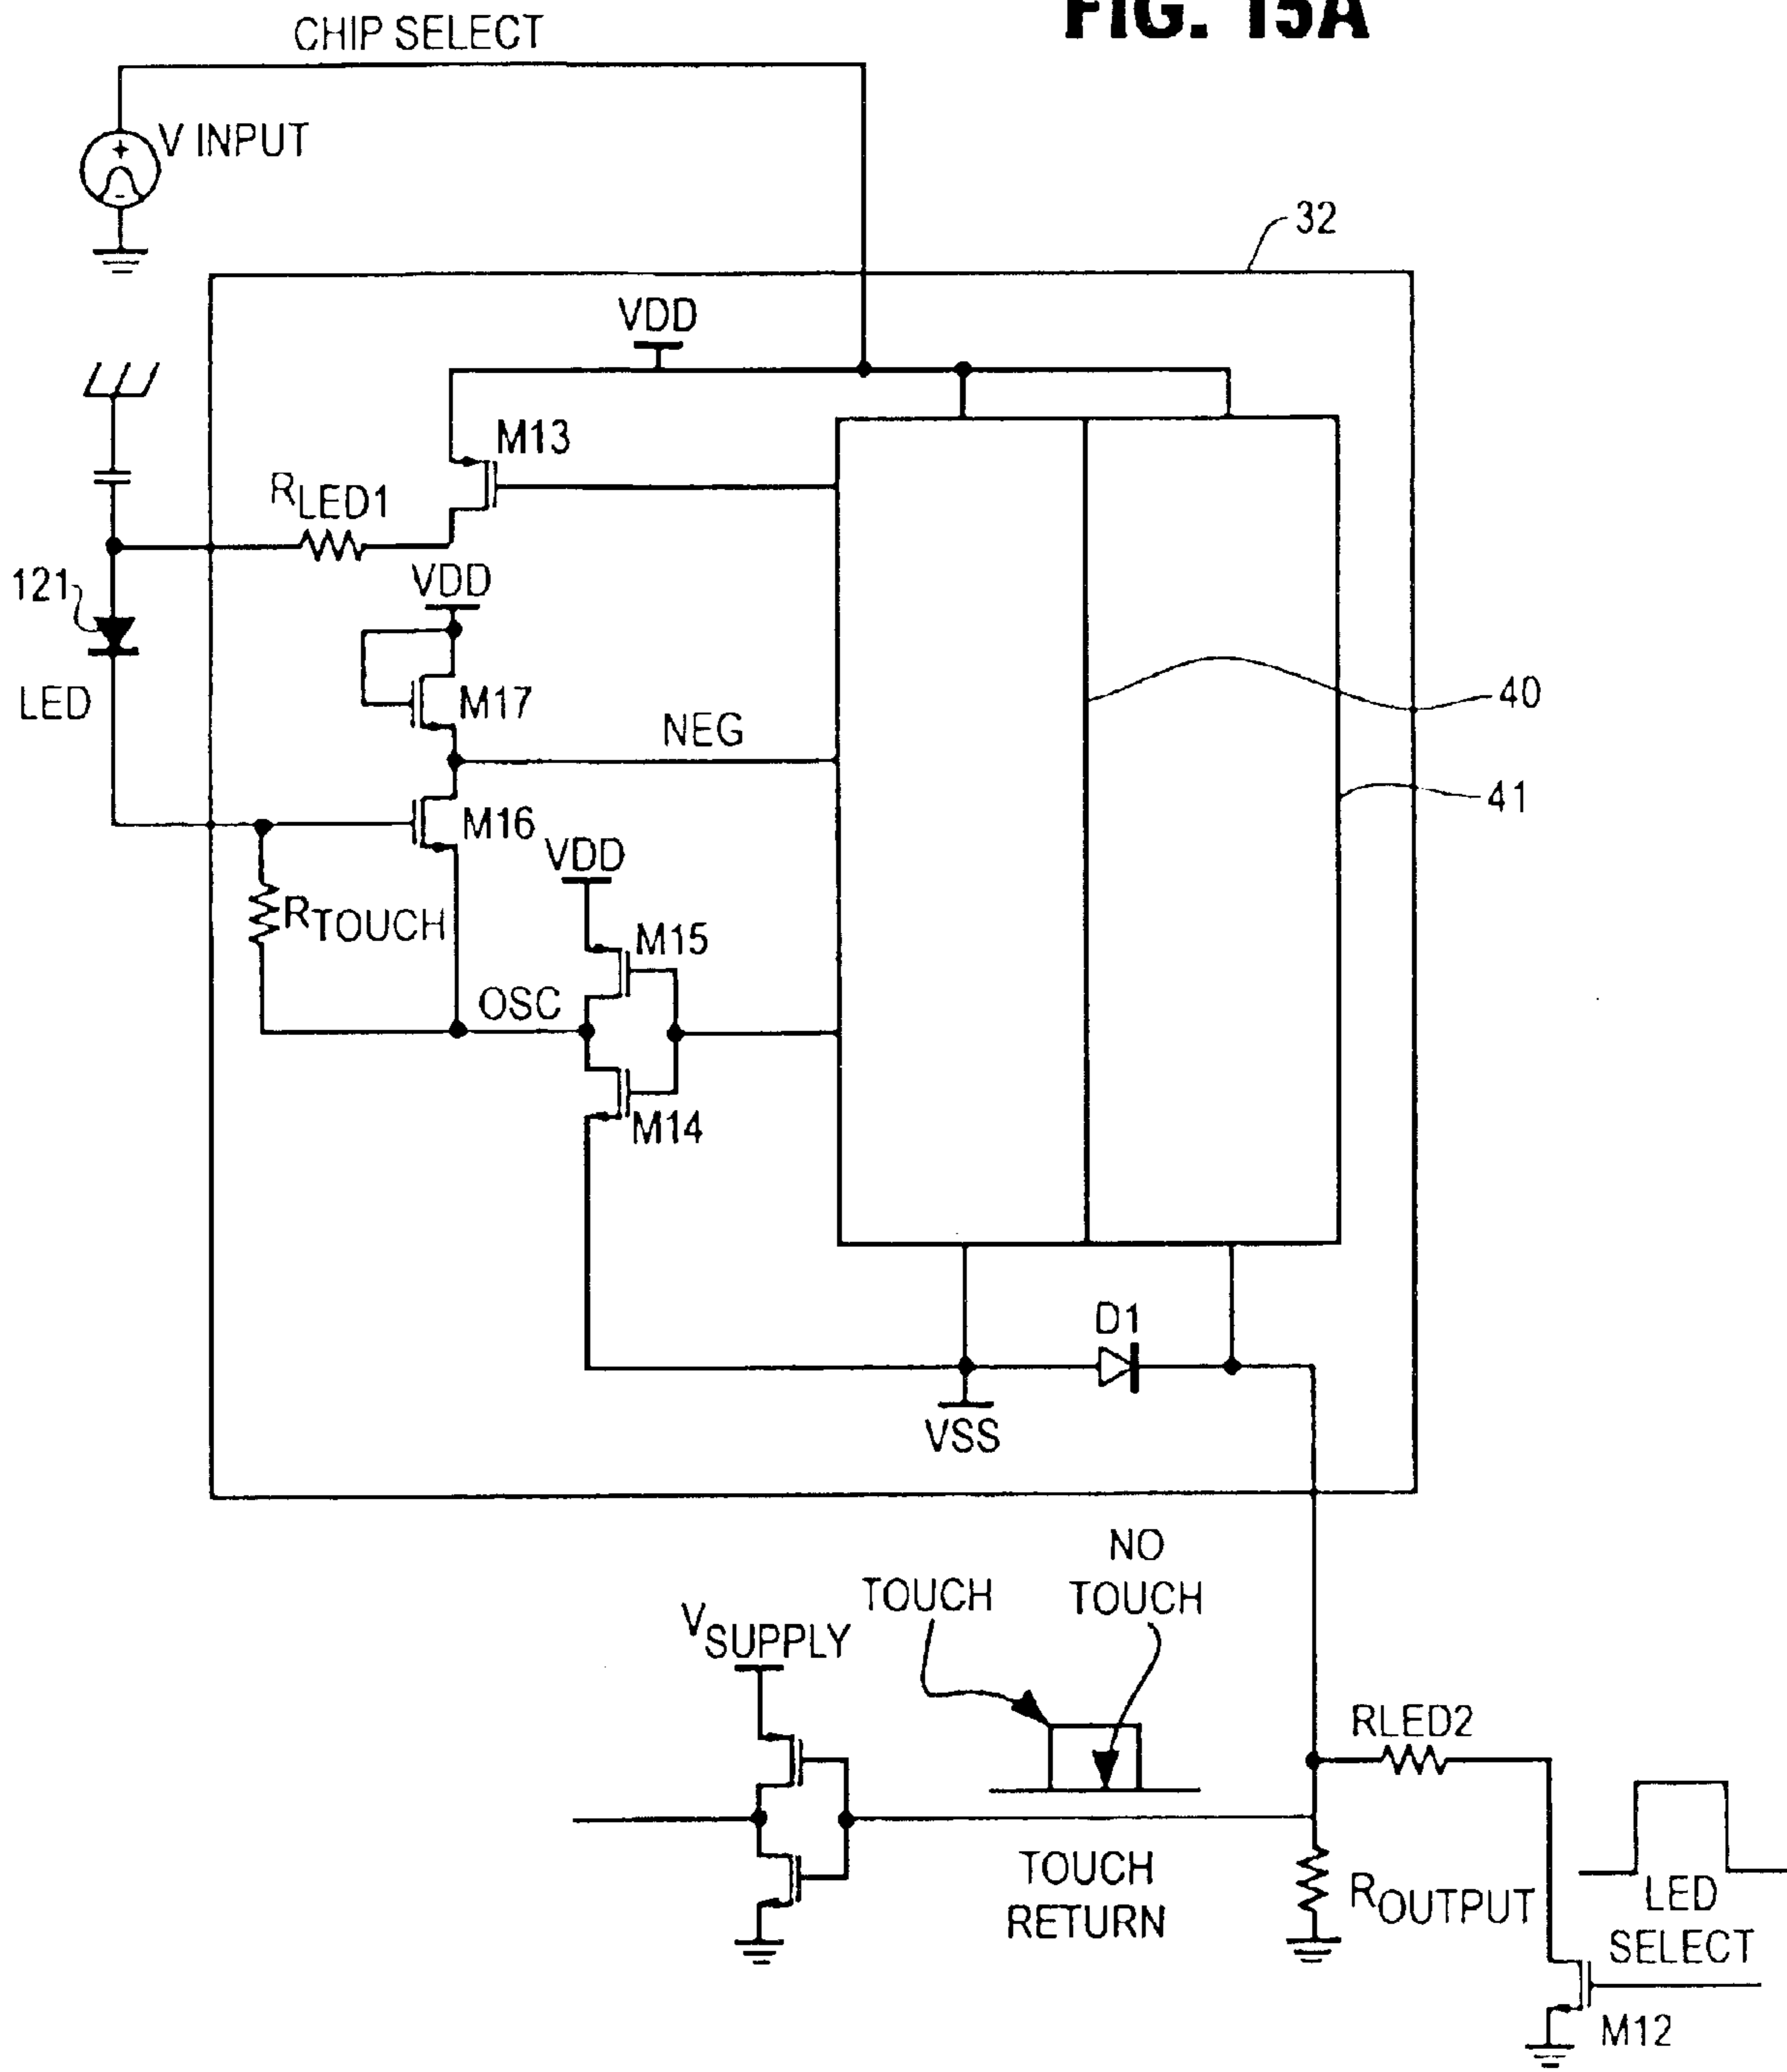 FIG. 15A
CHIP SELECT
V INPUT
32
VDD
M13
RLED1
121
VDD
40
M17
LED
NEG
41
M16
VDD
RTOUCH
M15
OSC
M14
D1
VSS
NO
TOUCH
TOUCH
VSUPPLY
RLED2
TOUCH
RETURN
ROUTPUT
LED
SELECT
M12